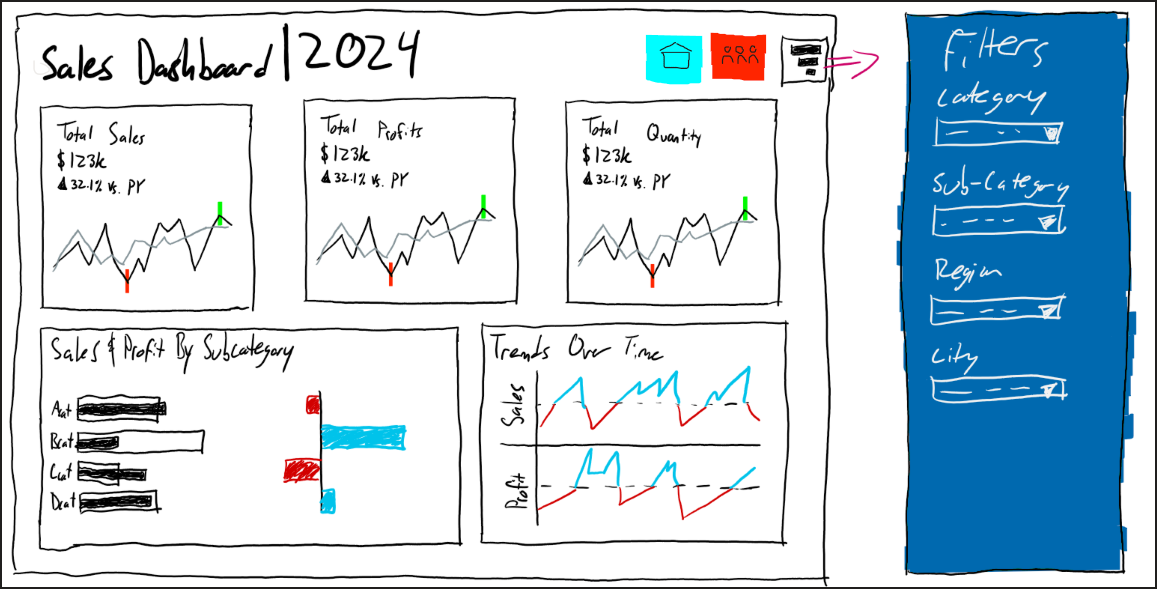 Sales Dashboard | 2024
Total Sales
$123k
▲32.1% vs. PY
Total Profits
$123k
▲32.1% vs. PY
Total Quantity
$123k
▲32.1% vs. PY
Sales & Profit By Subcategory
Acat
Bcat
Ccat
Dcat
Trends Over Time
Sales
Profit
Filters
Category
Sub-Category
Region
City